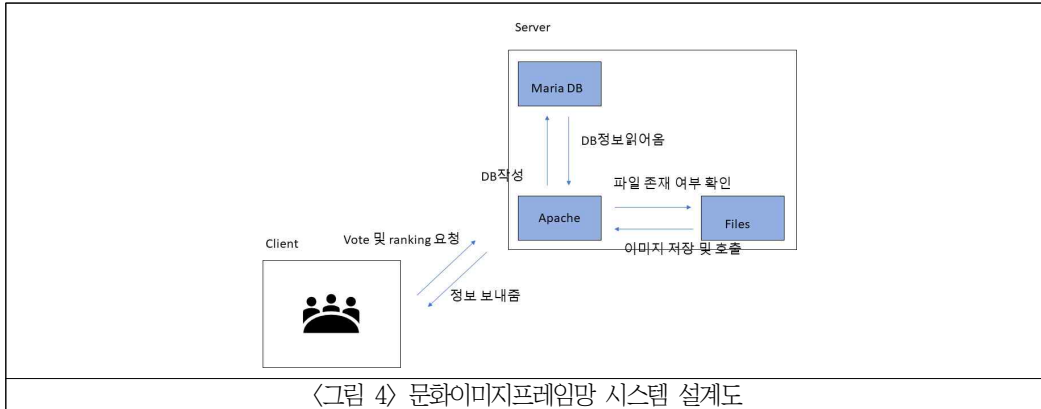 Server
Maria DB
DB정보읽어옴
DB작성
파일 존재 여부 확인
Apache
Files
이미지 저장 및 호출
Client
Vote 및 ranking 요청
정보 보내줌
〈그림 4〉 문화이미지프레임망 시스템 설계도